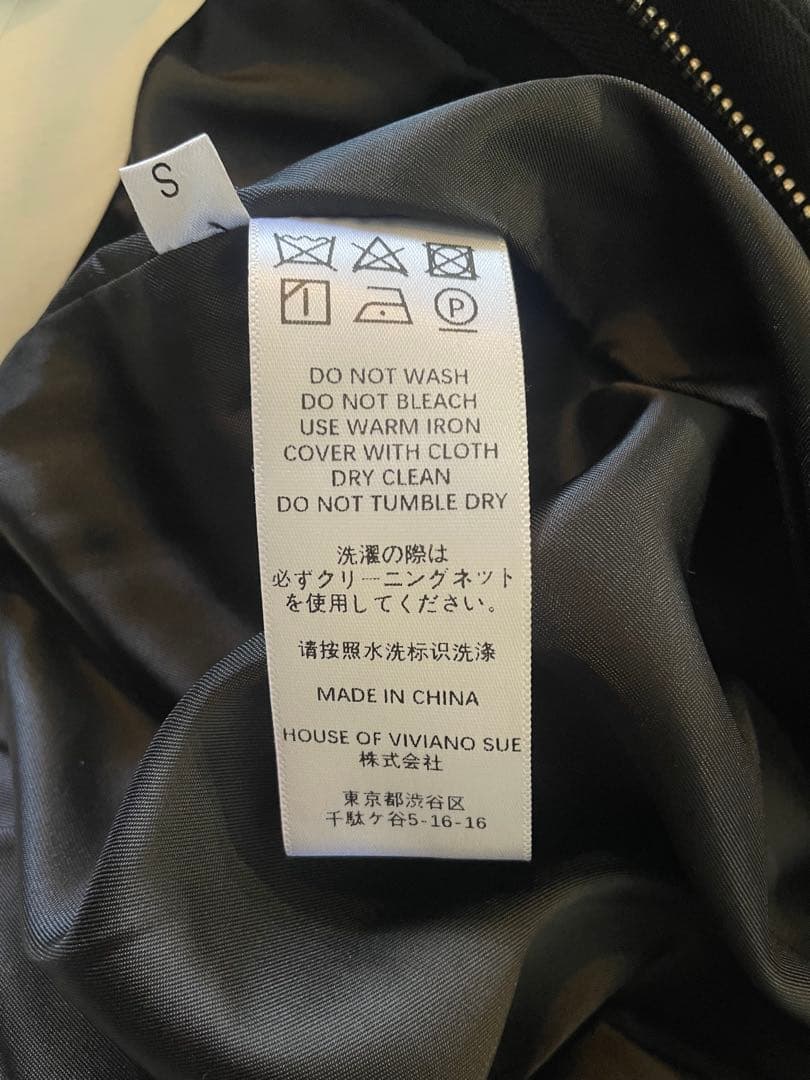 S
P
DO NOT WASH
DO NOT BLEACH
USE WARM IRON
COVER WITH CLOTH
DRY CLEAN
DO NOT TUMBLE DRY
洗濯の際は
必ずクリーニングネット
を使用してください。
请按照水洗标识洗涤
MADE IN CHINA
HOUSE OF VIVIANO SUE
株式会社
東京都渋谷区
千駄ケ谷5-16-16